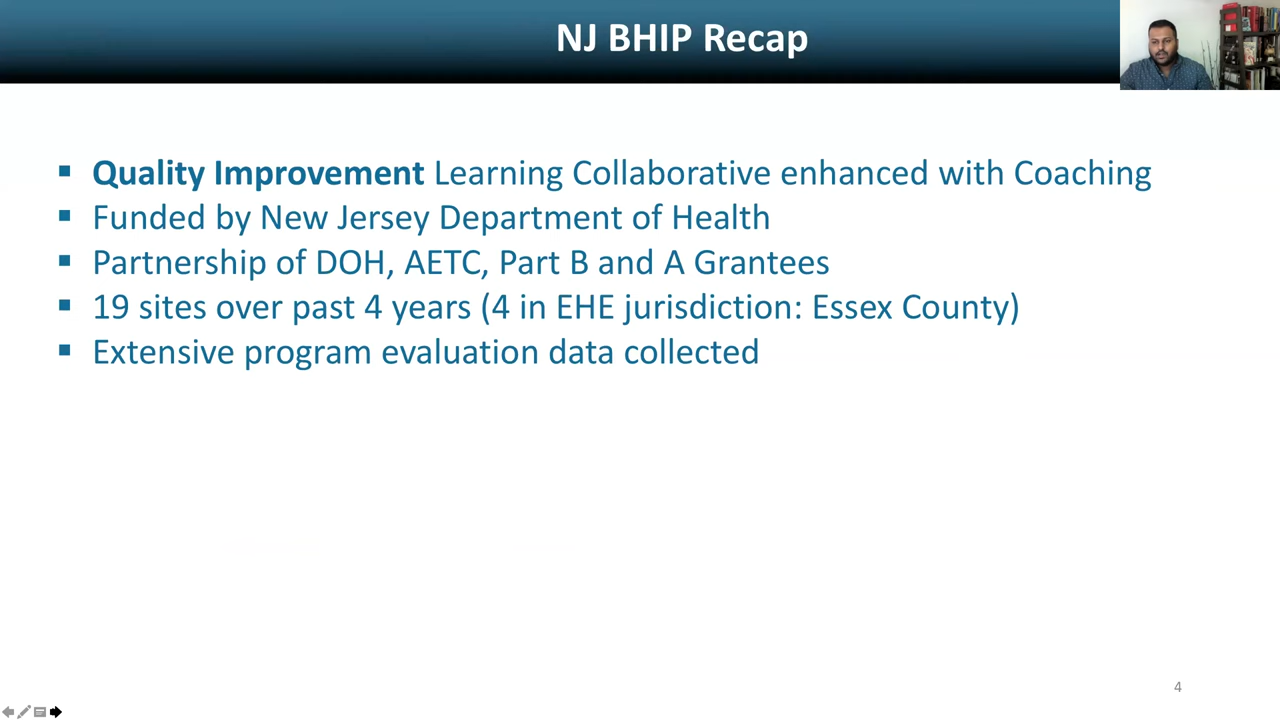 NJ BHIP Recap
▪ Quality Improvement Learning Collaborative enhanced with Coaching
▪ Funded by New Jersey Department of Health
▪ Partnership of DOH, AETC, Part B and A Grantees
▪ 19 sites over past 4 years (4 in EHE jurisdiction: Essex County)
▪ Extensive program evaluation data collected
4